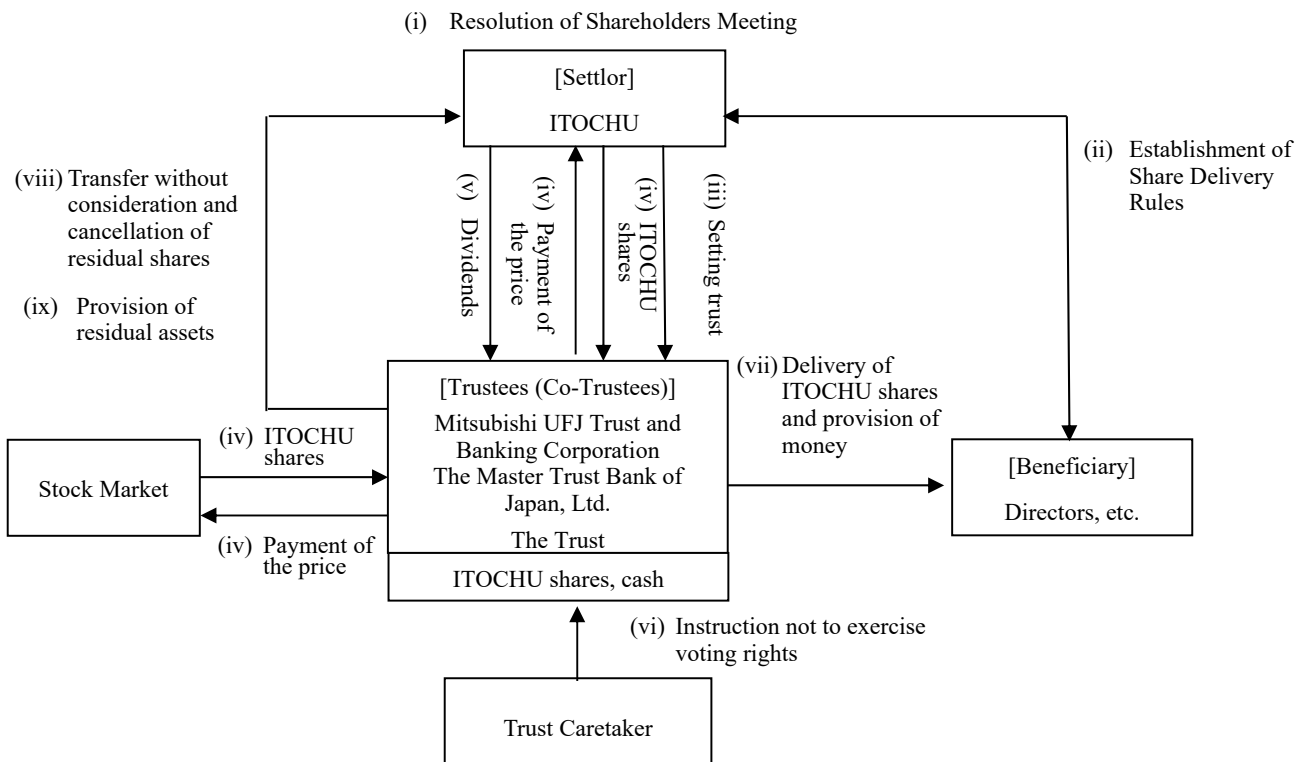 (i) Resolution of Shareholders Meeting
[Settlor]
ITOCHU
(ii) Establishment of
Share Delivery
Rules
(viii) Transfer without
consideration and
cancellation of
residual shares
(ix) Provision of
residual assets
(v) Dividends
(iv) Payment of
the price
(iv) ITOCHU
shares
(iii) Setting trust
[Trustees (Co-Trustees)]
Mitsubishi UFJ Trust and
Banking Corporation
The Master Trust Bank of
Japan, Ltd.
The Trust
ITOCHU shares, cash
(vii) Delivery of
ITOCHU shares
and provision of
money
(iv) ITOCHU
shares
Stock Market
(iv) Payment of
the price
[Beneficiary]
Directors, etc.
(vi) Instruction not to exercise
voting rights
Trust Caretaker